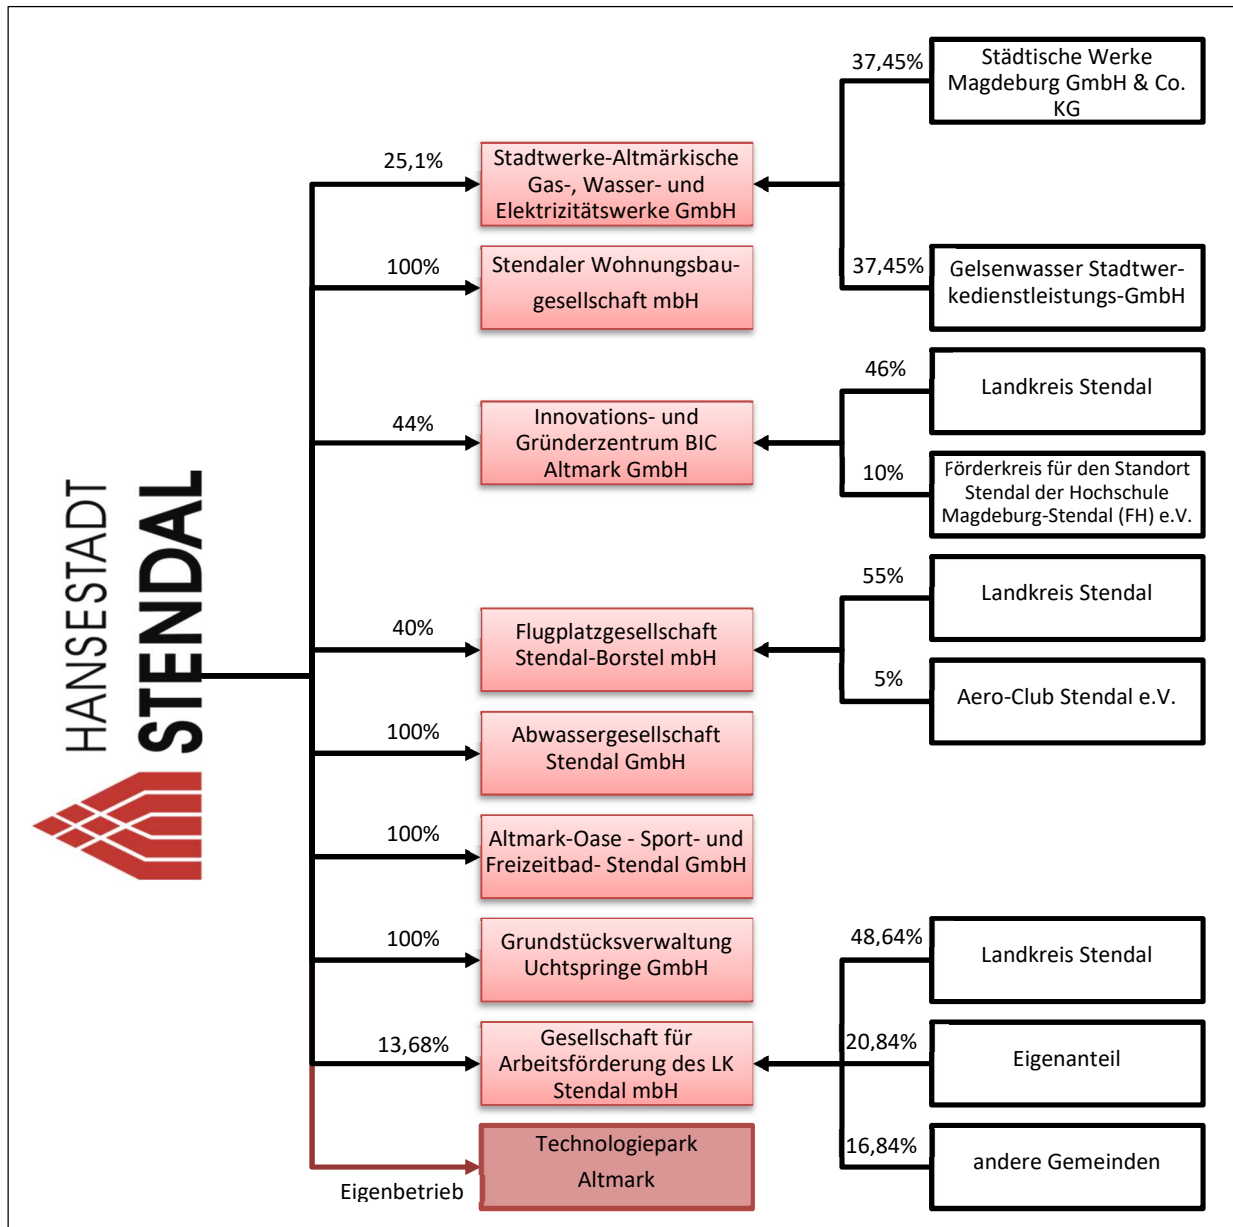 HANSESTADT
STENDAL
25,1%
Stadtwerke-Altmärkische
Gas-, Wasser- und
Elektrizitätswerke GmbH
37,45%
Städtische Werke
Magdeburg GmbH & Co.
KG
37,45%
Gelsenwasser Stadtwer-
kedienstleistungs-GmbH
100%
Stendaler Wohnungsbau-
gesellschaft mbH
44%
Innovations- und
Gründerzentrum BIC
Altmark GmbH
46%
Landkreis Stendal
10%
Förderkreis für den Standort
Stendal der Hochschule
Magdeburg-Stendal (FH) e.V.
40%
Flugplatzgesellschaft
Stendal-Borstel mbH
55%
Landkreis Stendal
5%
Aero-Club Stendal e.V.
100%
Abwassergesellschaft
Stendal GmbH
100%
Altmark-Oase - Sport- und
Freizeitbad- Stendal GmbH
100%
Grundstücksverwaltung
Uchtspringe GmbH
13,68%
Gesellschaft für
Arbeitsförderung des LK
Stendal mbH
48,64%
Landkreis Stendal
20,84%
Eigenanteil
16,84%
andere Gemeinden
Eigenbetrieb
Technologiepark
Altmark